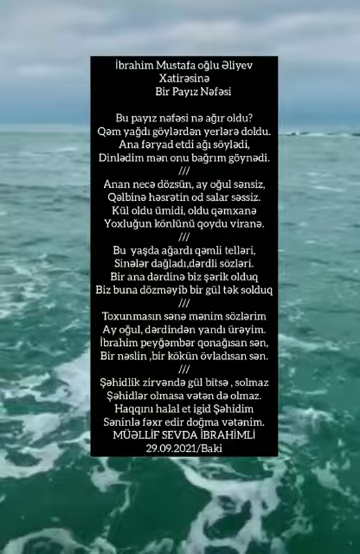 İbrahim Mustafa oğlu Əliyev
Xatirəsinə
Bir Payız Nəfəsi
Bu payız nəfəsi nə ağır oldu?
Qəm yağdı göylərdən yerlərə doldu.
Ana fəryad etdi ağı söylədi,
Dinlədim mən onu bağrım göynədi.
///
Anan necə dözsün, ay oğul sənsiz,
Qəlbinə həsrətin od salar səssiz.
Kül oldu ümidi, oldu qəmxanə
Yoxluğun könlünü qoydu viranə.
///
Bu yaşda ağardı qəmli telləri,
Sinələr dağladı,dərdli sözləri.
Bir ana dərdinə biz şərik olduq
Biz buna dözməyib bir gül tək solduq
///
Toxunmasın sənə mənim sözlərim
Ay oğul, dərdindən yandı ürəyim.
İbrahim peyğəmbər qonağısan sən,
Bir nəslin ,bir kökün övladısan sən.
///
Şəhidlik zirvəndə gül bitsə , solmaz
Şəhidlər olmasa vətən də olmaz.
Haqqını halal et igid Şəhidim
Səninlə fəxr edir doğma vətənim.
MÜƏLLİF SEVDA İBRAHİMLİ
29.09.2021/Baki